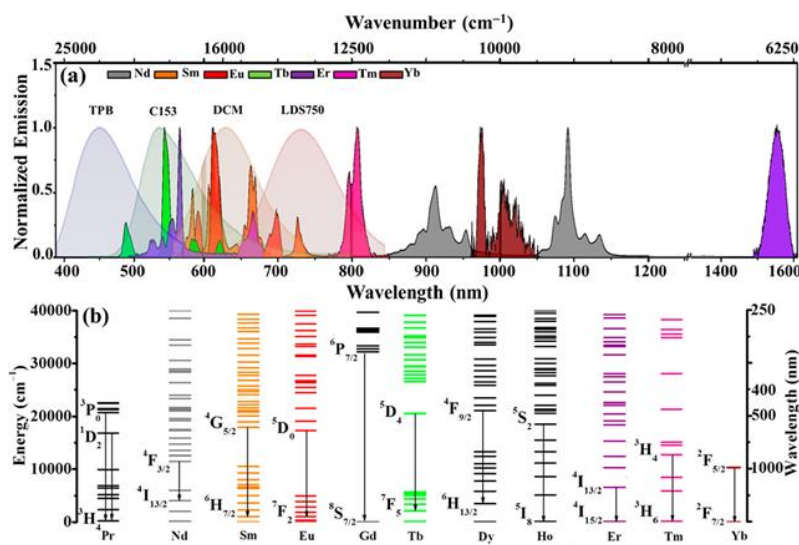 Wavenumber (cm⁻¹)
25000 16000 12500 10000 8000 6250
Normalized Emission
1.5
1.0
0.5
0.0
(a)
Nd Sm Eu Tb Er Tm Yb
TPB C153 DCM LDS750
400 500 600 700 800 900 1000 1100 1200 1400 1600
Wavelength (nm)
(b)
Energy (cm⁻¹)
40000
30000
20000
10000
0
Wavelength (nm)
250
400
500
1000
³P₀
¹D₂
³H₄
Pr
⁴F₃/₂
⁴I₁₃/₂
Nd
⁴G₅/₂
⁶H₇/₂
Sm
⁵D₀
⁷F₂
Eu
⁶P₇/₂
⁸S₇/₂
Gd
⁵D₄
⁷F₅
Tb
⁴F₉/₂
⁶H₁₃/₂
Dy
⁵S₂
⁵I₈
Ho
⁴I₁₃/₂
⁴I₁₅/₂
Er
³H₄
³H₆
Tm
²F₅/₂
²F₇/₂
Yb